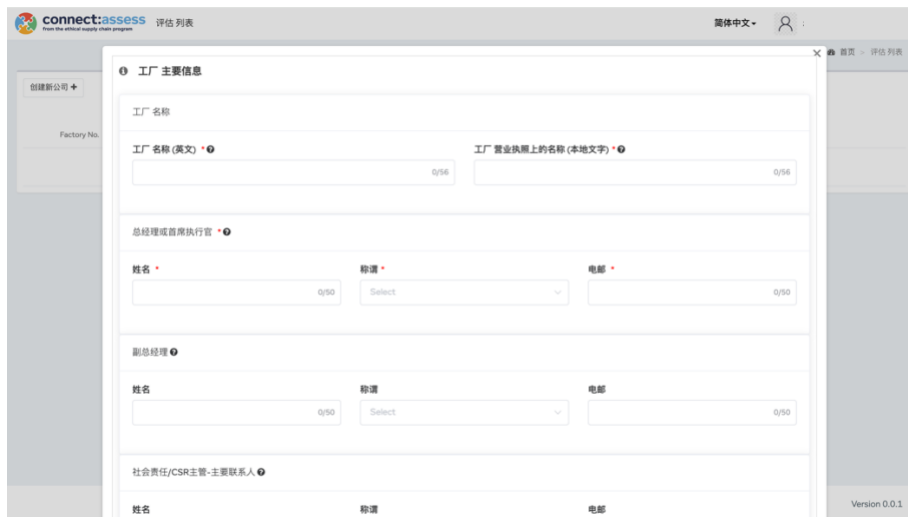 connect:assess 评估 列表 简体中文
from the ethical supply chain program
首页 > 评估 列表
工厂 主要信息
创建新公司
工厂 名称
Factory No.
工厂 名称 (英文) * 工厂 营业执照上的名称 (本地文字) *
0/56 0/56
总经理或首席执行官 *
姓名 * 称谓 * 电邮 *
0/50 Select 0/50
副总经理
姓名 称谓 电邮
0/50 Select 0/50
社会责任/CSR主管-主要联系人
姓名 称谓 电邮
Version 0.0.1